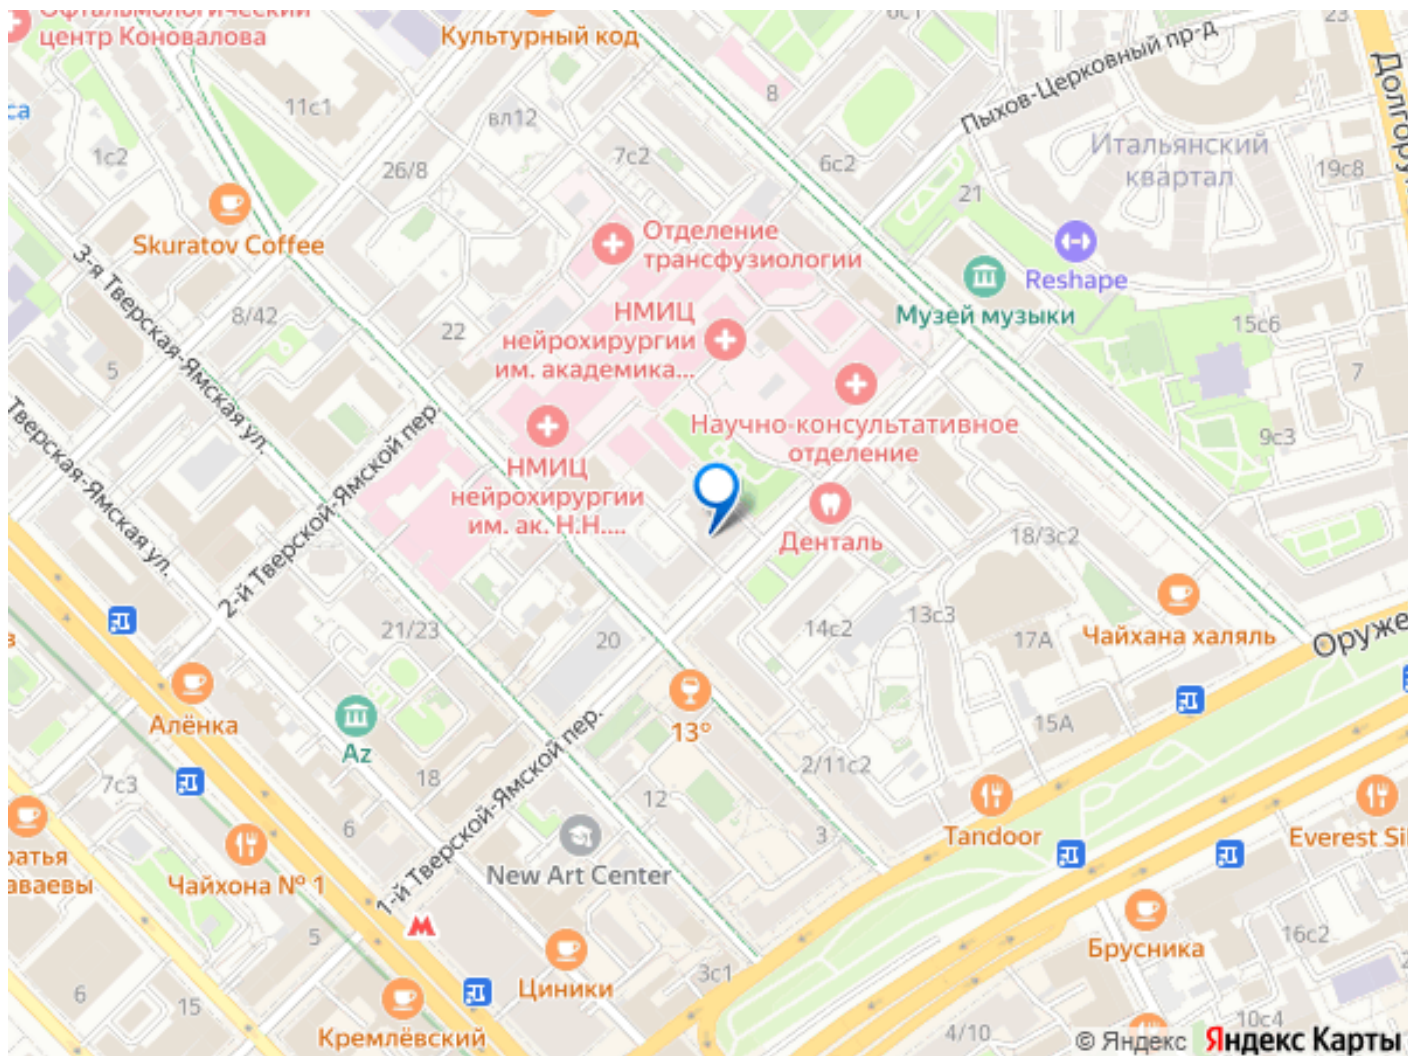 Офтальмологический
центр Коновалова
Культурный код
23
Пыхов-Церковный пр-д
8
11с1
вл12
са
1с2
26/8
7с2
6с2
Итальянский
квартал
19с8
21
Skuratov Coffee
Отделение
трансфузиологии
Reshape
Музей музыки
3-я Тверская-Ямская ул.
8/42
22
НМИЦ
нейрохирургии
им. академика...
15с6
5
7
Тверская-Ямская ул.
2-й Тверской-Ямской пер.
Научно-консультативное
отделение
9с3
НМИЦ
нейрохирургии
им. ак. Н.Н....
Денталь
18/3с2
21/23
20
14с2
13с3
17А
Чайхана халяль
Оруже
Алёнка
Az
13°
15А
7с3
18
2/11с2
1-й Тверской-Ямской пер.
12
6
3
Tandoor
Everest Si
ратья
аваевы
Чайхона № 1
New Art Center
М
5
Брусника
16с2
6
15
Циники
3с1
Кремлёвский
4/10
10с4
© Яндекс Яндекс Карты